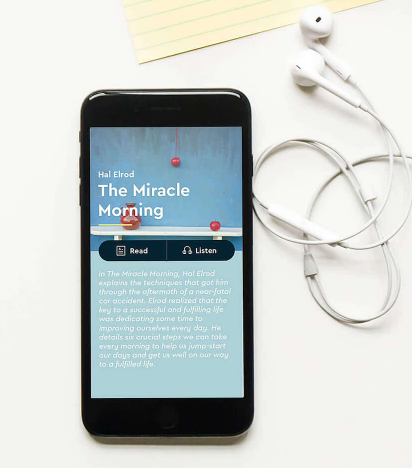 Hal Elrod
The Miracle
Morning
Read
Listen
In The Miracle Morning, Hal Elrod
explains the techniques that got him
through the aftermath of a near-fatal
car accident. Elrod realized that the
key to a successful and fulfilling life
was dedicating some time to
improving ourselves every day. He
details six crucial steps we can take
every morning to help us jump-start
our days and get us well on our way
to a fulfilled life.